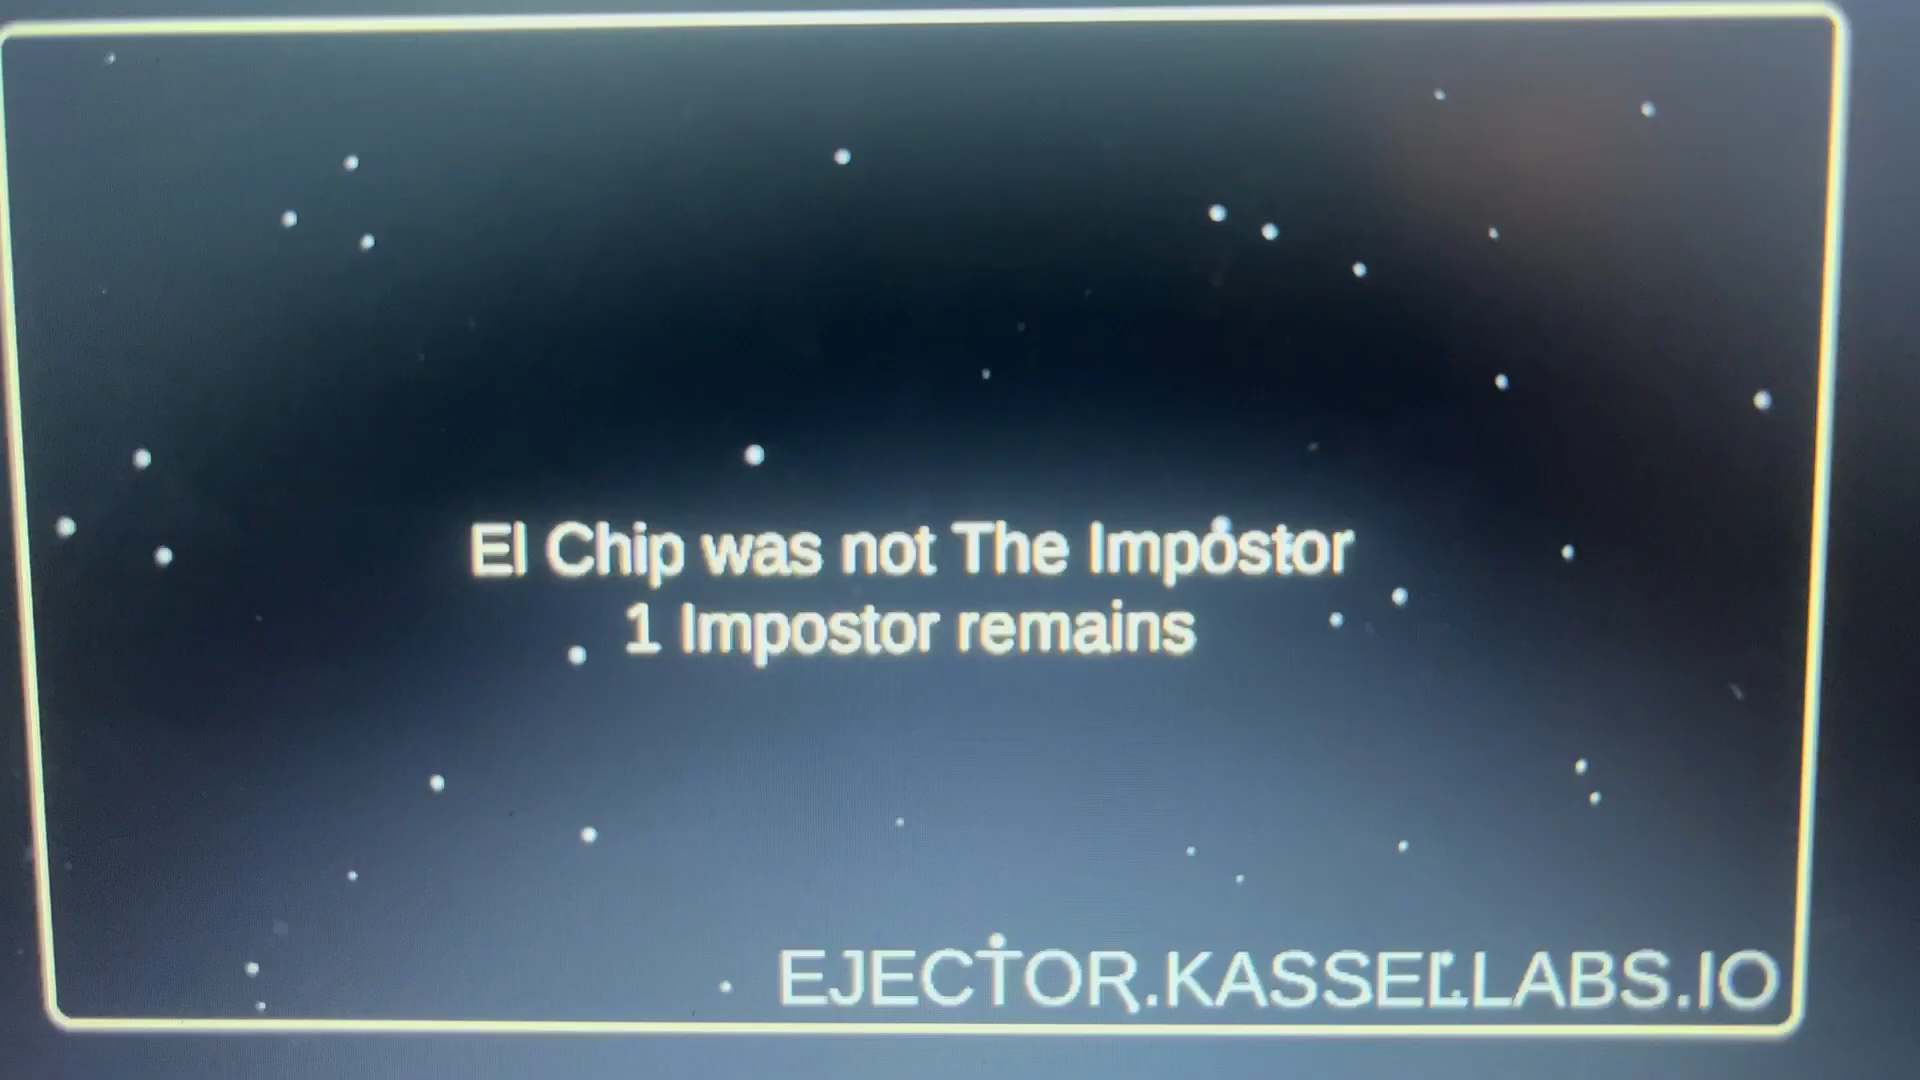 El Chip was not The Impostor
1 Impostor remains
EJECTOR.KASSELLABS.IO